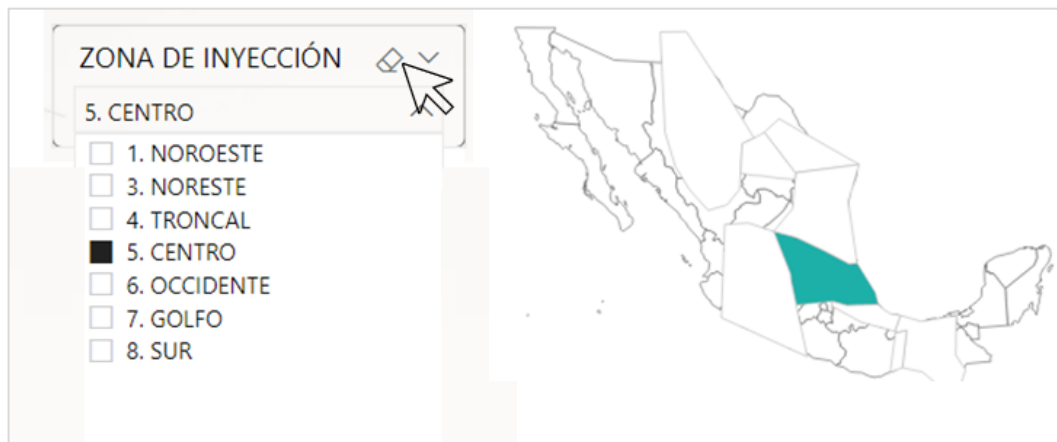 ZONA DE INYECCIÓN
5. CENTRO
1. NOROESTE
3. NORESTE
4. TRONCAL
5. CENTRO
6. OCCIDENTE
7. GOLFO
8. SUR